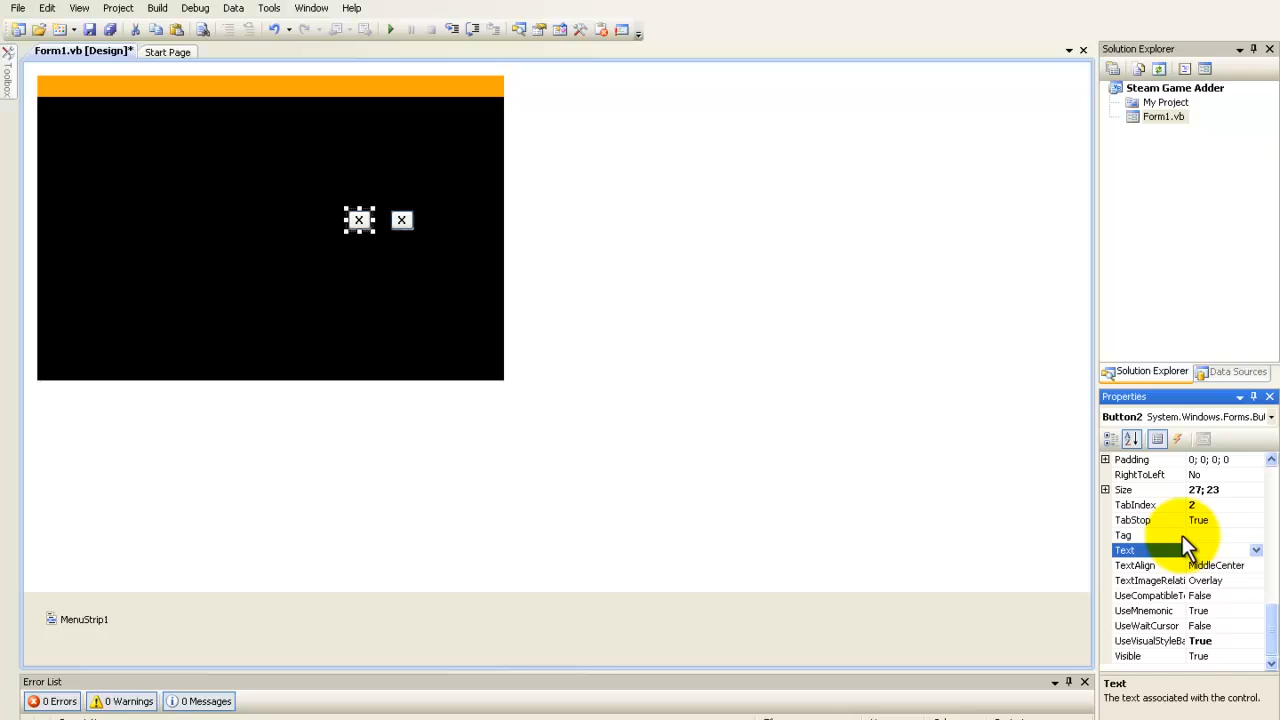 File Edit View Project Build Debug Data Tools Window Help
Form1.vb [Design]* Start Page
Toolbox
X X
MenuStrip1
Error List
0 Errors 0 Warnings 0 Messages
Solution Explorer
Steam Game Adder
My Project
Form1.vb
Solution Explorer Data Sources
Properties
Button2 System.Windows.Forms.But
Padding 0; 0; 0; 0
RightToLeft No
Size 27; 23
TabIndex 2
TabStop True
Tag
Text
TextAlign MiddleCenter
TextImageRelati Overlay
UseCompatibleTe False
UseMnemonic True
UseWaitCursor False
UseVisualStyleBa True
Visible True
Text
The text associated with the control.